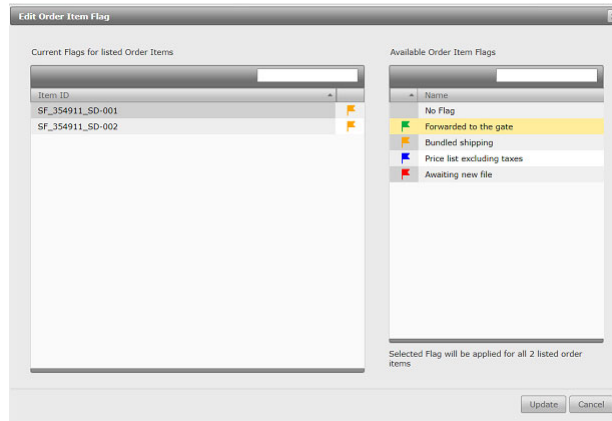 Edit Order Item Flag
Current Flags for listed Order Items
Available Order Item Flags
Item ID
Name
SF_354911_SD-001
No Flag
SF_354911_SD-002
Forwarded to the gate
Bundled shipping
Price list excluding taxes
Awaiting new file
Selected Flag will be applied for all 2 listed order
items
Update
Cancel